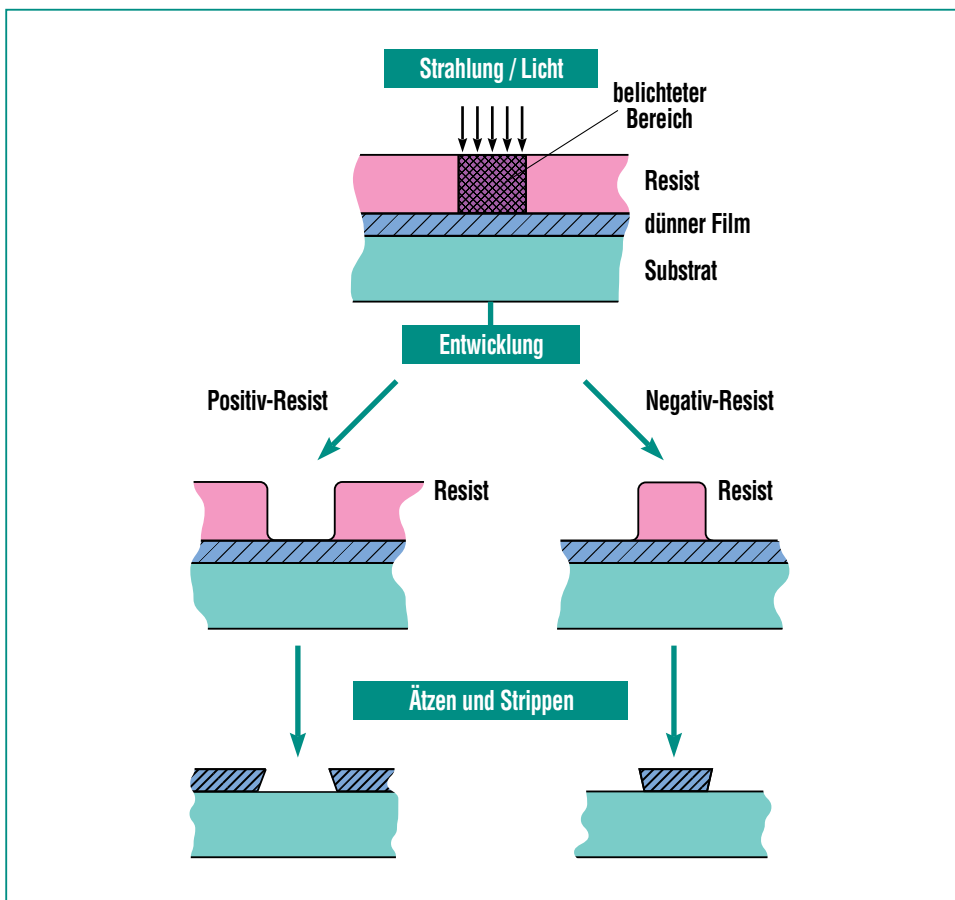 Strahlung / Licht
belichteter
Bereich
Resist
dünner Film
Substrat
Entwicklung
Positiv-Resist
Negativ-Resist
Resist
Resist
Ätzen und Strippen